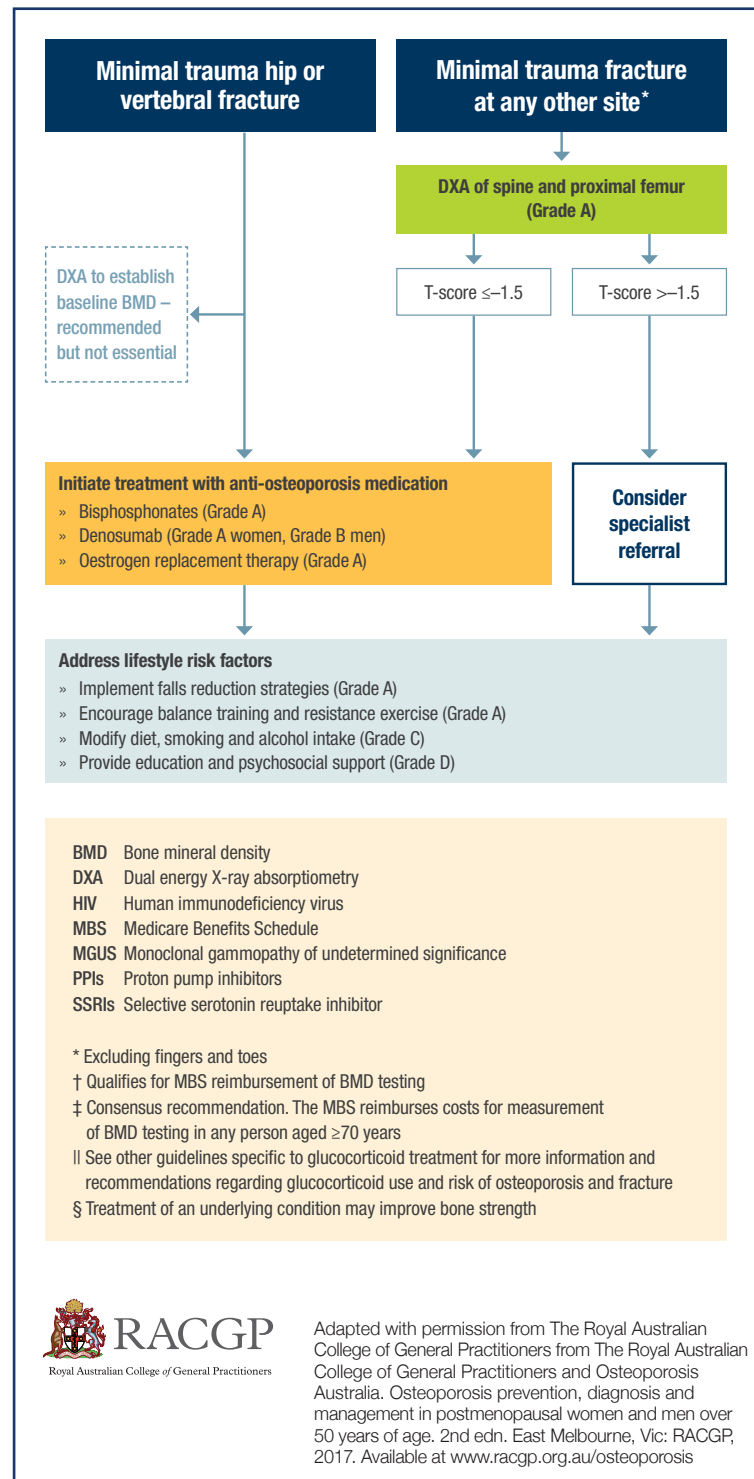 Minimal trauma hip or
vertebral fracture
Minimal trauma fracture
at any other site*
DXA of spine and proximal femur
(Grade A)
DXA to establish
baseline BMD –
recommended
but not essential
T-score ≤–1.5
T-score >–1.5
Initiate treatment with anti-osteoporosis medication
» Bisphosphonates (Grade A)
» Denosumab (Grade A women, Grade B men)
» Oestrogen replacement therapy (Grade A)
Consider
specialist
referral
Address lifestyle risk factors
» Implement falls reduction strategies (Grade A)
» Encourage balance training and resistance exercise (Grade A)
» Modify diet, smoking and alcohol intake (Grade C)
» Provide education and psychosocial support (Grade D)
BMD Bone mineral density
DXA Dual energy X-ray absorptiometry
HIV Human immunodeficiency virus
MBS Medicare Benefits Schedule
MGUS Monoclonal gammopathy of undetermined significance
PPIs Proton pump inhibitors
SSRIs Selective serotonin reuptake inhibitor
* Excluding fingers and toes
† Qualifies for MBS reimbursement of BMD testing
‡ Consensus recommendation. The MBS reimburses costs for measurement
of BMD testing in any person aged ≥70 years
|| See other guidelines specific to glucocorticoid treatment for more information and
recommendations regarding glucocorticoid use and risk of osteoporosis and fracture
§ Treatment of an underlying condition may improve bone strength
RACGP
Royal Australian College of General Practitioners
Adapted with permission from The Royal Australian
College of General Practitioners from The Royal Australian
College of General Practitioners and Osteoporosis
Australia. Osteoporosis prevention, diagnosis and
management in postmenopausal women and men over
50 years of age. 2nd edn. East Melbourne, Vic: RACGP,
2017. Available at www.racgp.org.au/osteoporosis